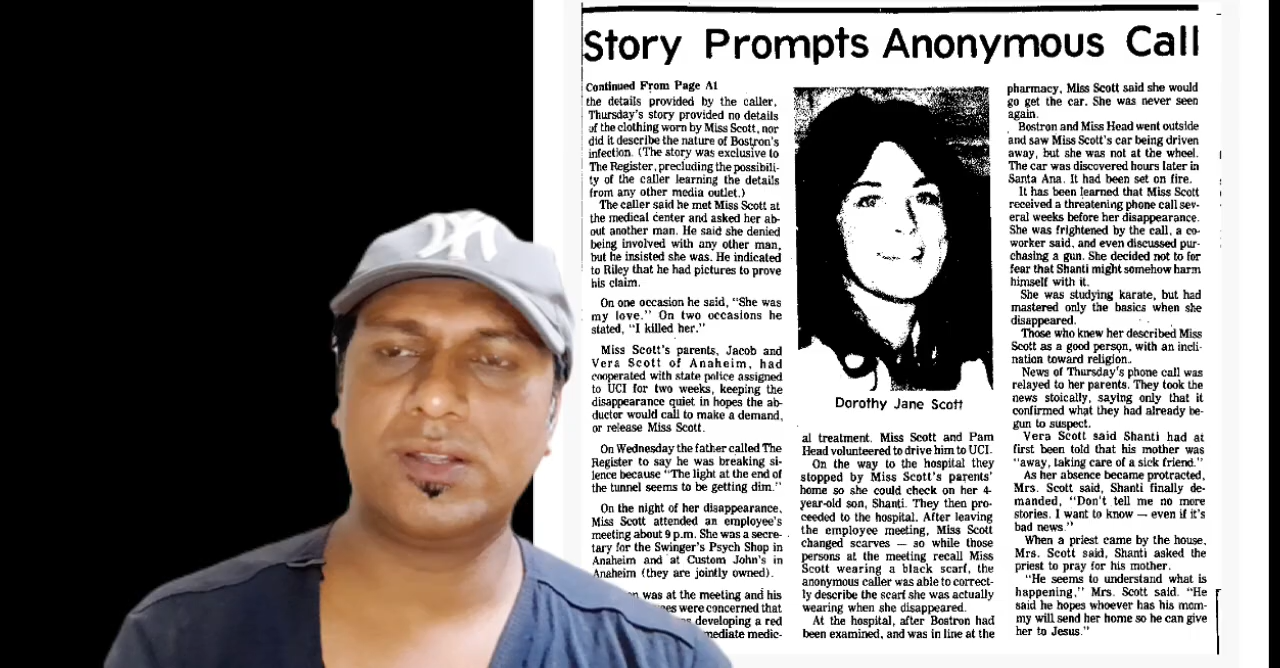 Story Prompts Anonymous Call
Continued From Page A1
the details provided by the caller.
Thursday's story provided no details
of the clothing worn by Miss Scott, nor
did it describe the nature of Bostron's
infection. (The story was exclusive to
The Register, precluding the possibili-
ty of the caller learning the details
from any other media outlet.)
The caller said he met Miss Scott at
the medical center and asked her ab-
out another man. He said she denied
being involved with any other man,
but he insisted she was. He indicated
to Riley that he had pictures to prove
his claim.
On one occasion he said, "She was
my love." On two occasions he
stated, "I killed her."
Miss Scott's parents, Jacob and
Vera Scott of Anaheim, had
cooperated with state police assigned
to UCI for two weeks, keeping the
disappearance quiet in hopes the ab-
ductor would call to make a demand,
or release Miss Scott.
On Wednesday the father called The
Register to say he was breaking si-
lence because "The light at the end of
the tunnel seems to be getting dim."
On the night of her disappearance,
Miss Scott attended an employee's
meeting about 9 p.m. She was a secre-
tary for the Swinger's Psych Shop in
Anaheim and at Custom John's in
Anaheim (they are jointly owned).
was at the meeting and his
were concerned that
developing a red
medic-
Dorothy Jane Scott
al treatment. Miss Scott and Pam
Head volunteered to drive him to UCI.
On the way to the hospital they
stopped by Miss Scott's parents'
home so she could check on her 4-
year-old son, Shanti. They then pro-
ceeded to the hospital. After leaving
the employee meeting, Miss Scott
changed scarves — so while those
persons at the meeting recall Miss
Scott wearing a black scarf, the
anonymous caller was able to correct-
ly describe the scarf she was actually
wearing when she disappeared.
At the hospital, after Bostron had
been examined, and was in line at the
pharmacy, Miss Scott said she would
go get the car. She was never seen
again.
Bostron and Miss Head went outside
and saw Miss Scott's car being driven
away, but she was not at the wheel.
The car was discovered hours later in
Santa Ana. It had been set on fire.
It has been learned that Miss Scott
received a threatening phone call sev-
eral weeks before her disappearance.
She was frightened by the call, a co-
worker said, and even discussed pur-
chasing a gun. She decided not to for
fear that Shanti might somehow harm
himself with it.
She was studying karate, but had
mastered only the basics when she
disappeared.
Those who knew her described Miss
Scott as a good person, with an incli-
nation toward religion.
News of Thursday's phone call was
relayed to her parents. They took the
news stoically, saying only that it
confirmed what they had already be-
gun to suspect.
Vera Scott said Shanti had at
first been told that his mother was
"away, taking care of a sick friend."
As her absence became protracted,
Mrs. Scott said, Shanti finally de-
manded, "Don't tell me no more
stories. I want to know — even if it's
bad news."
When a priest came by the house,
Mrs. Scott said, Shanti asked the
priest to pray for his mother.
"He seems to understand what is
happening," Mrs. Scott said. "He
said he hopes whoever has his mom-
my will send her home so he can give
her to Jesus."